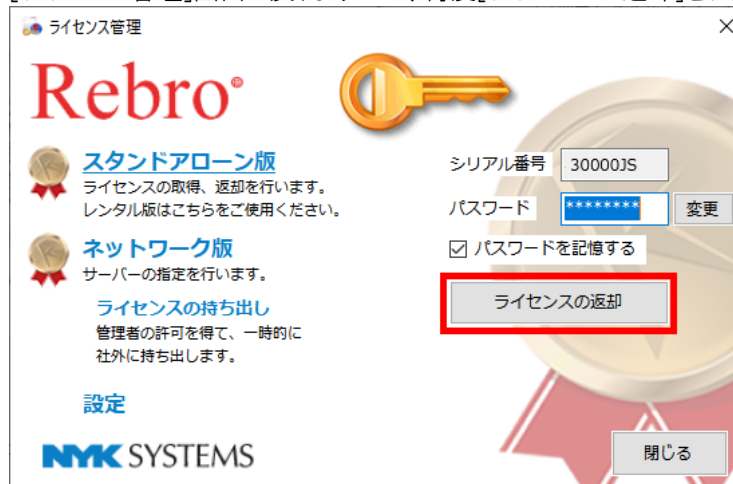 ライセンス管理
Rebro®
スタンドアローン版
ライセンスの取得、返却を行います。
レンタル版はこちらをご使用ください。
ネットワーク版
サーバーの指定を行います。
ライセンスの持ち出し
管理者の許可を得て、一時的に
社外に持ち出します。
設定
NYK SYSTEMS
シリアル番号 30000JS
パスワード ******** 変更
パスワードを記憶する
ライセンスの返却
閉じる